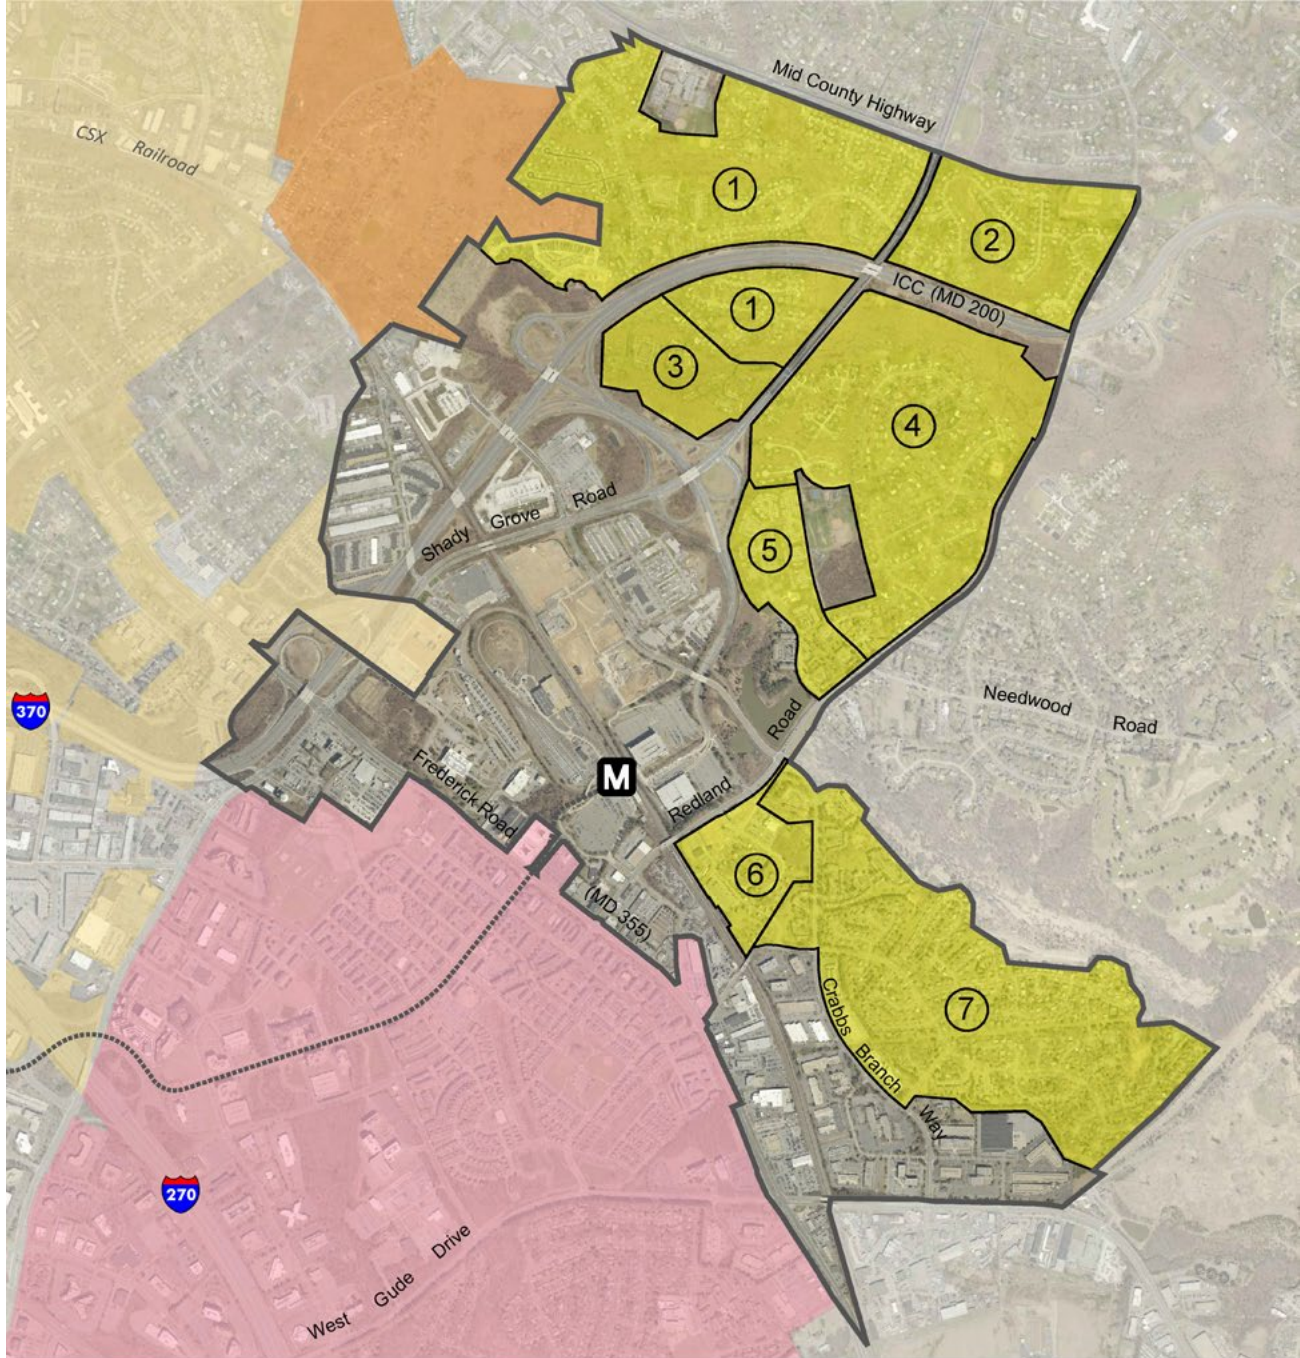 Mid County Highway
CSX Railroad
1
2
ICC (MD 200)
1
3
4
Shady Grove Road
5
370
Needwood Road
Frederick Road
M
Redland Road
6
(MD 355)
7
Crabbs Branch Way
270
West Gude Drive